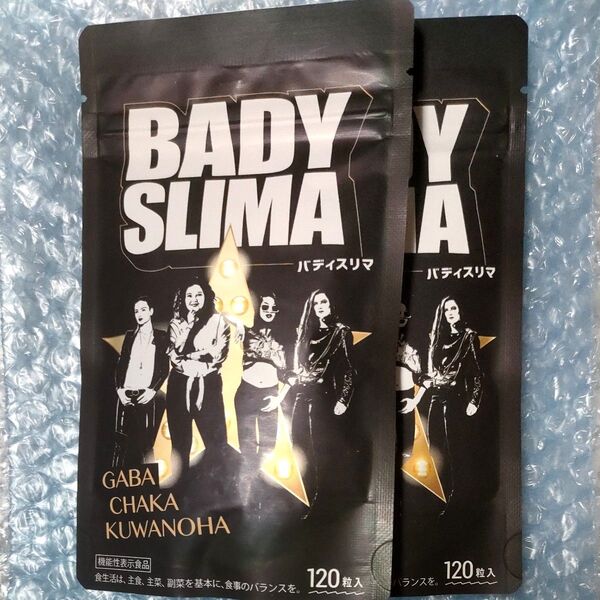 BADY
SLIMA
バディスリマ
GABA
CHAKA
KUWANOHA
機能性表示食品
食生活は、主食、主菜、副菜を基本に、食事のバランスを。
120粒入
Y
A
バディスリマ
バランスを。
120粒入